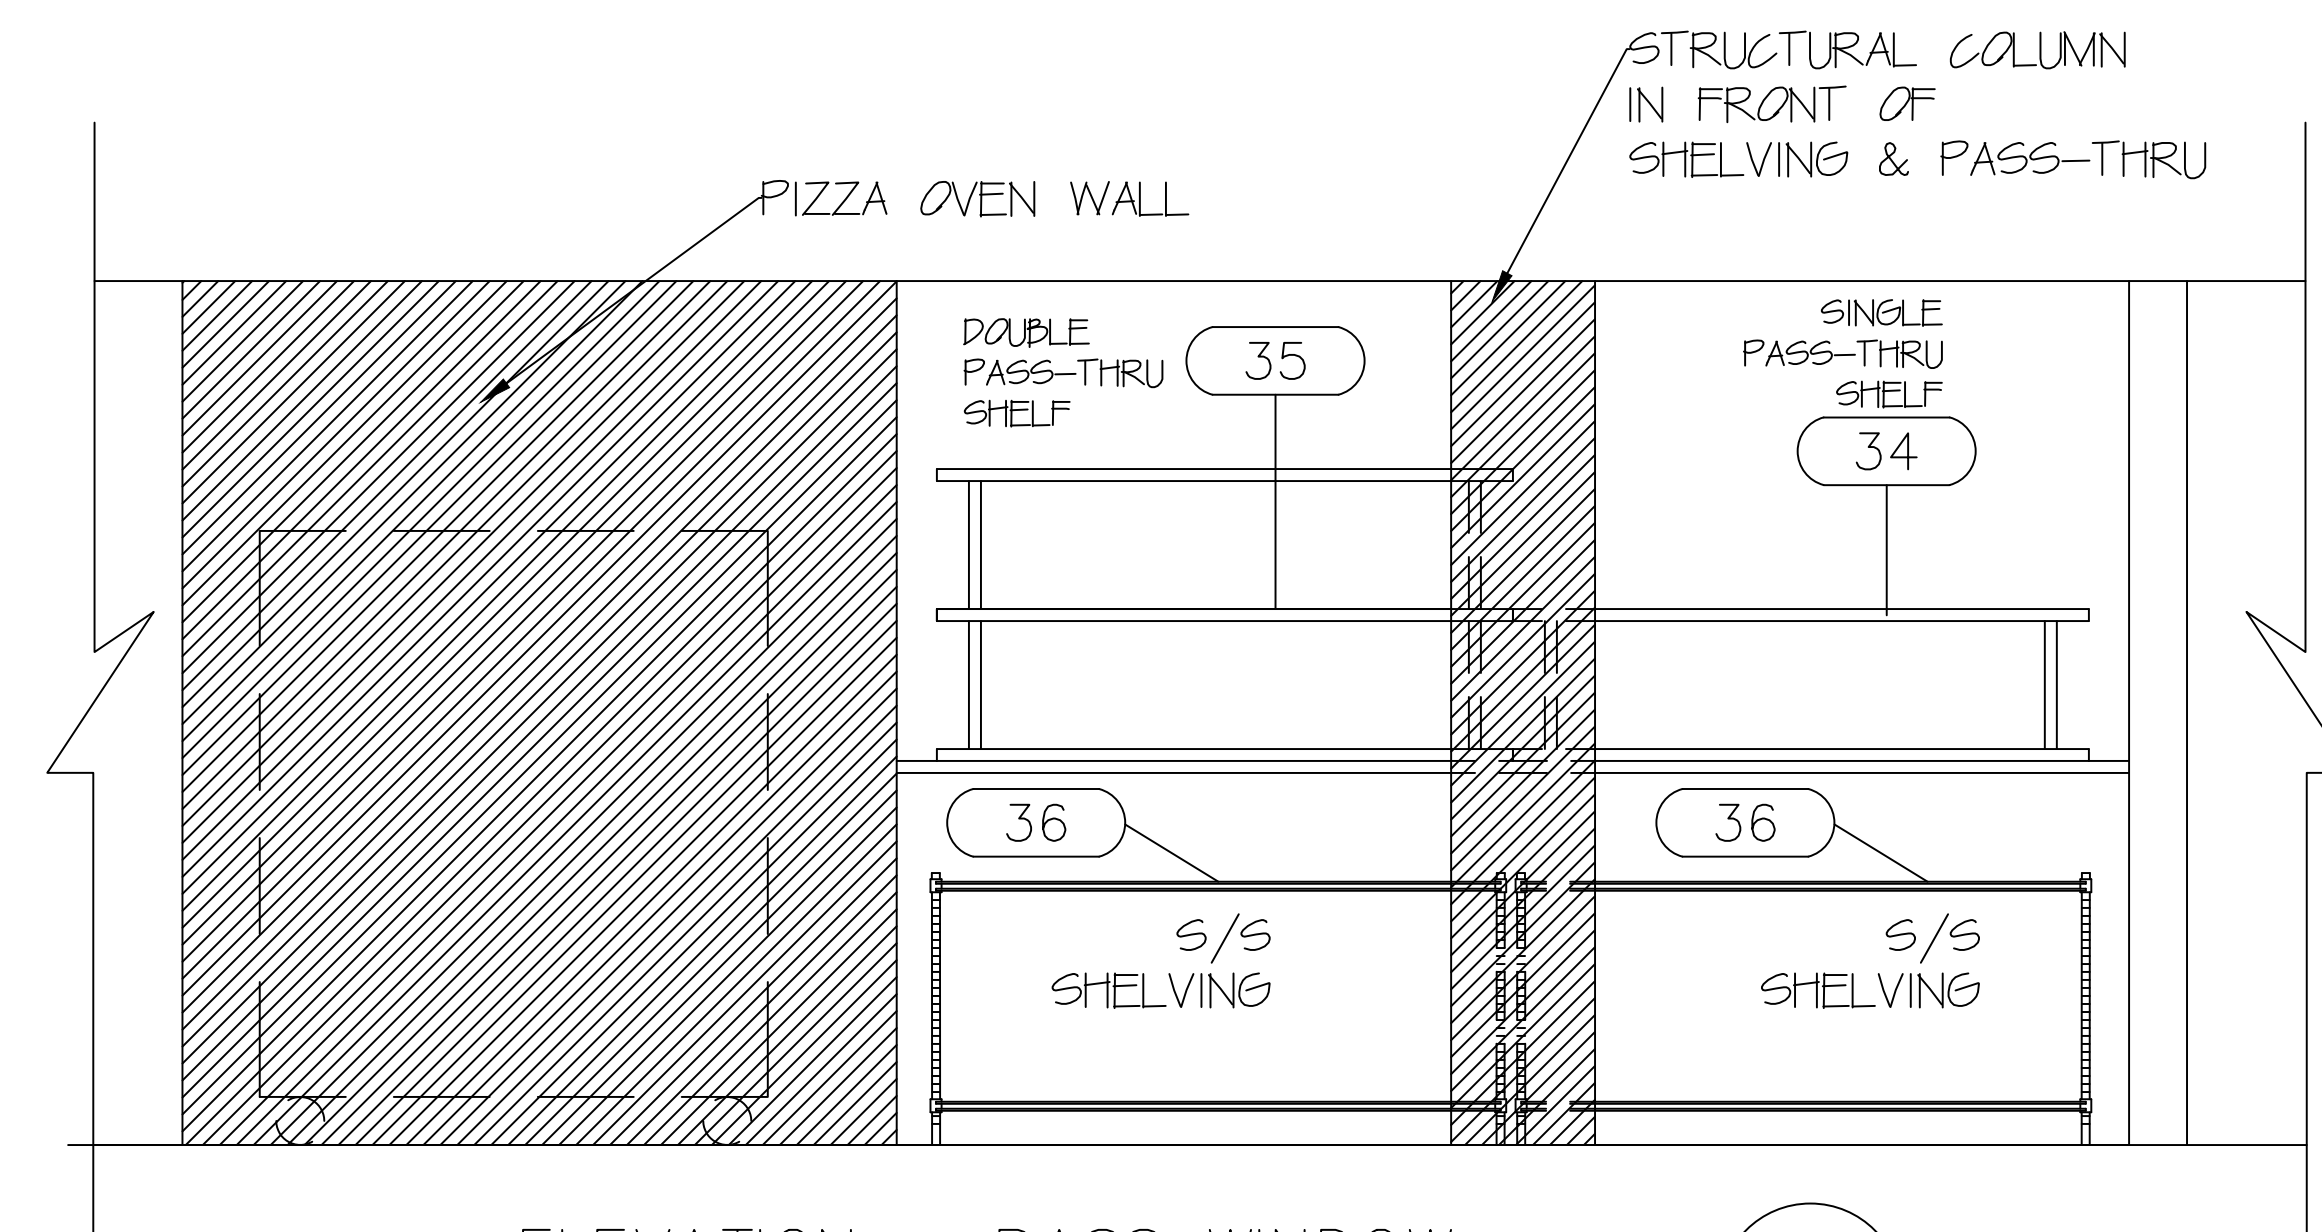 STRUCTURAL COLUMN
IN FRONT OF
SHELVING & PASS-THRU
PIZZA OVEN WALL
DOUBLE
PASS-THRU
SHELF
35
SINGLE
PASS-THRU
SHELF
34
36
S/S
SHELVING
36
S/S
SHELVING